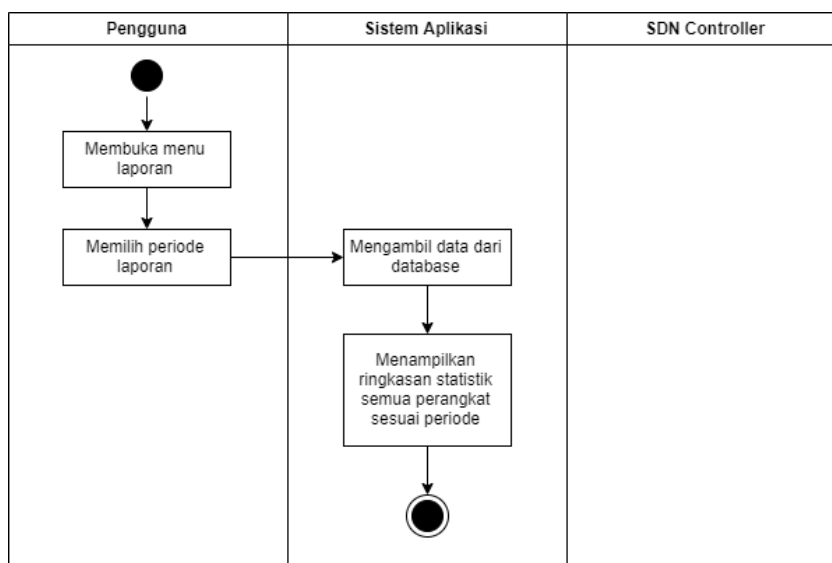 Pengguna
Sistem Aplikasi
SDN Controller
Membuka menu
laporan
Memilih periode
laporan
Mengambil data dari
database
Menampilkan
ringkasan statistik
semua perangkat
sesuai periode